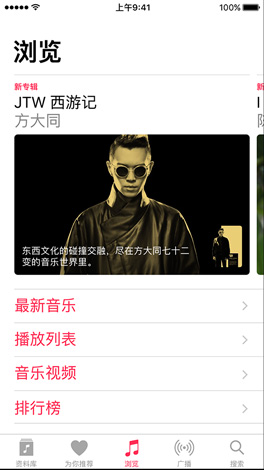 上午9:41
100%
浏览
新专辑
JTW 西游记
方大同
东西文化的碰撞交融，尽在方大同七十二
变的音乐世界里。
最新音乐
播放列表
音乐视频
排行榜
资料库
为你推荐
浏览
广播
搜索